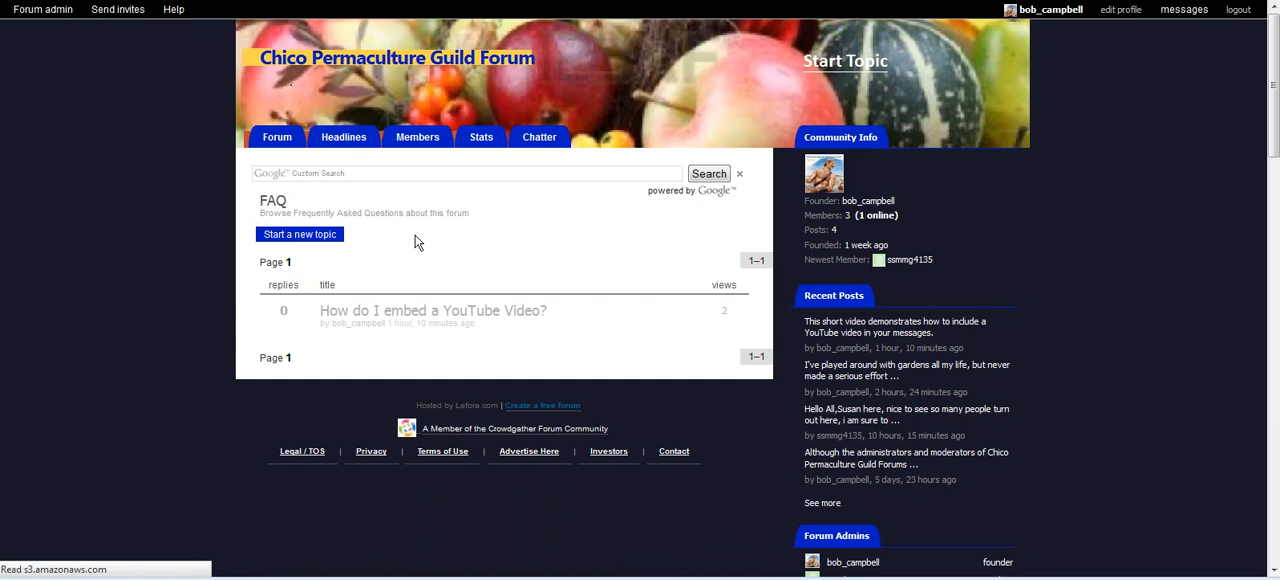 Forum admin Send invites Help bob_campbell edit profile messages logout
Chico Permaculture Guild Forum
Start Topic
Forum Headlines Members Stats Chatter
Google™ Custom Search Search ×
powered by Google™
FAQ
Browse Frequently Asked Questions about this forum
Start a new topic
Page 1 1–1
replies title views
0 How do I embed a YouTube Video? 2
by bob_campbell 1 hour, 10 minutes ago.
Page 1 1–1
Hosted by Lefora.com | Create a free forum
A Member of the Crowdgather Forum Community
Legal / TOS | Privacy | Terms of Use | Advertise Here | Investors | Contact
Community Info
Founder: bob_campbell
Members: 3 (1 online)
Posts: 4
Founded: 1 week ago
Newest Member: ssmmg4135
Recent Posts
This short video demonstrates how to include a
YouTube video in your messages.
by bob_campbell, 1 hour, 10 minutes ago
I've played around with gardens all my life, but never
made a serious effort ...
by bob_campbell, 2 hours, 24 minutes ago
Hello All,Susan here, nice to see so many people turn
out here, i am sure to ...
by ssmmg4135, 10 hours, 15 minutes ago
Although the administrators and moderators of Chico
Permaculture Guild Forums ...
by bob_campbell, 5 days, 23 hours ago
See more
Forum Admins
bob_campbell founder
Read s3.amazonaws.com